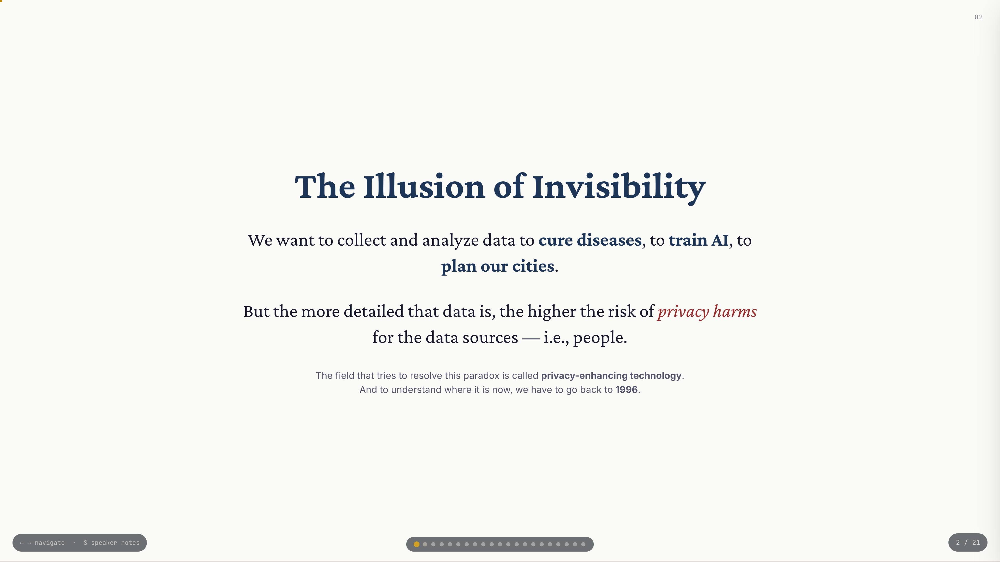 02
The Illusion of Invisibility
We want to collect and analyze data to cure diseases, to train AI, to
plan our cities.
But the more detailed that data is, the higher the risk of privacy harms
for the data sources — i.e., people.
The field that tries to resolve this paradox is called privacy-enhancing technology.
And to understand where it is now, we have to go back to 1996.
← → navigate · S speaker notes
2 / 21